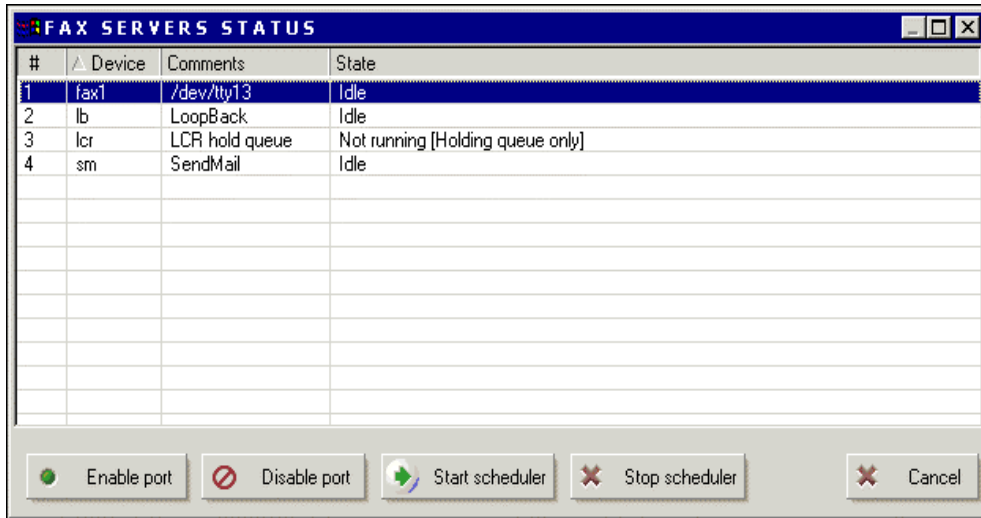 FAX SERVERS STATUS
# Device Comments State
1 fax1 /dev/tty13 Idle
2 lb LoopBack Idle
3 lcr LCR hold queue Not running [Holding queue only]
4 sm SendMail Idle
Enable port Disable port Start scheduler Stop scheduler Cancel